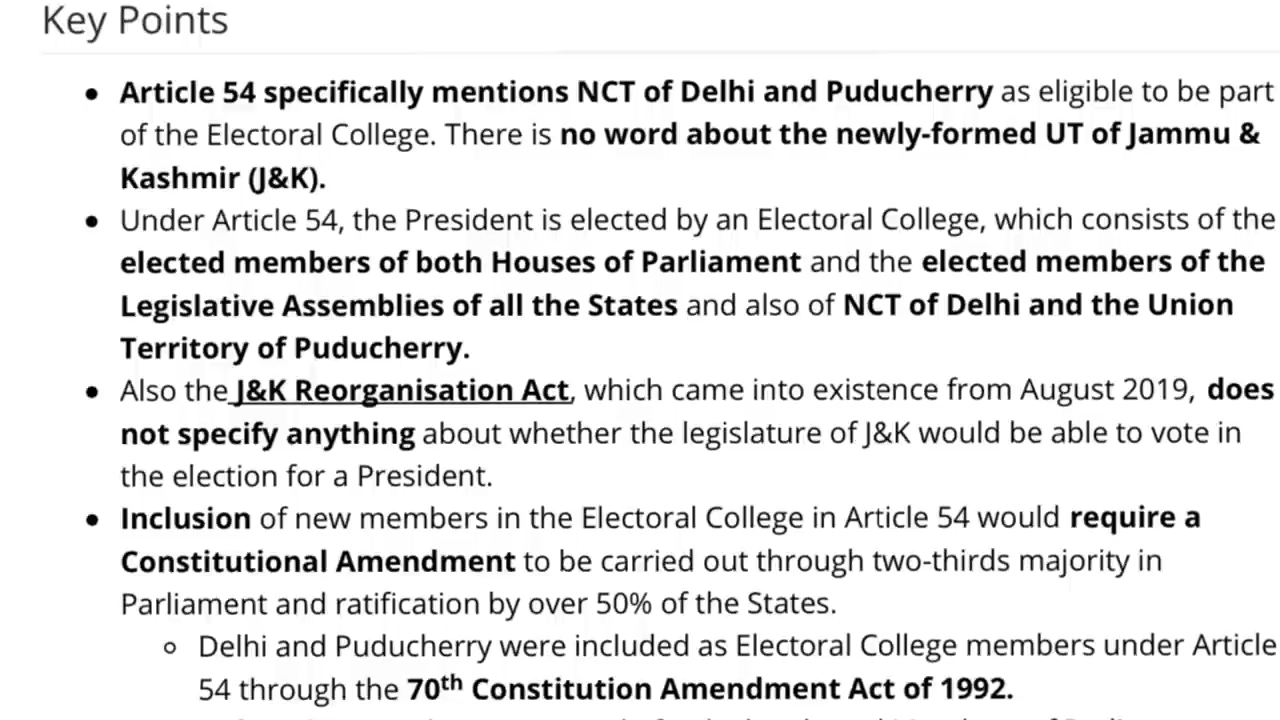 Key Points
• Article 54 specifically mentions NCT of Delhi and Puducherry as eligible to be part
of the Electoral College. There is no word about the newly-formed UT of Jammu &
Kashmir (J&K).
• Under Article 54, the President is elected by an Electoral College, which consists of the
elected members of both Houses of Parliament and the elected members of the
Legislative Assemblies of all the States and also of NCT of Delhi and the Union
Territory of Puducherry.
• Also the J&K Reorganisation Act, which came into existence from August 2019, does
not specify anything about whether the legislature of J&K would be able to vote in
the election for a President.
• Inclusion of new members in the Electoral College in Article 54 would require a
Constitutional Amendment to be carried out through two-thirds majority in
Parliament and ratification by over 50% of the States.
○ Delhi and Puducherry were included as Electoral College members under Article
54 through the 70th Constitution Amendment Act of 1992.